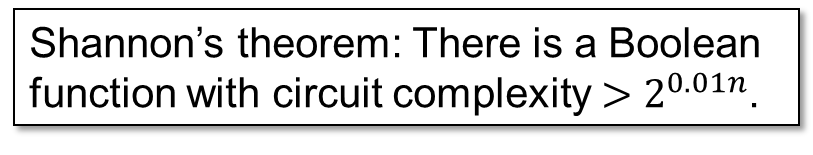 Shannon’s theorem: There is a Boolean
function with circuit complexity > 2^{0.01n}.